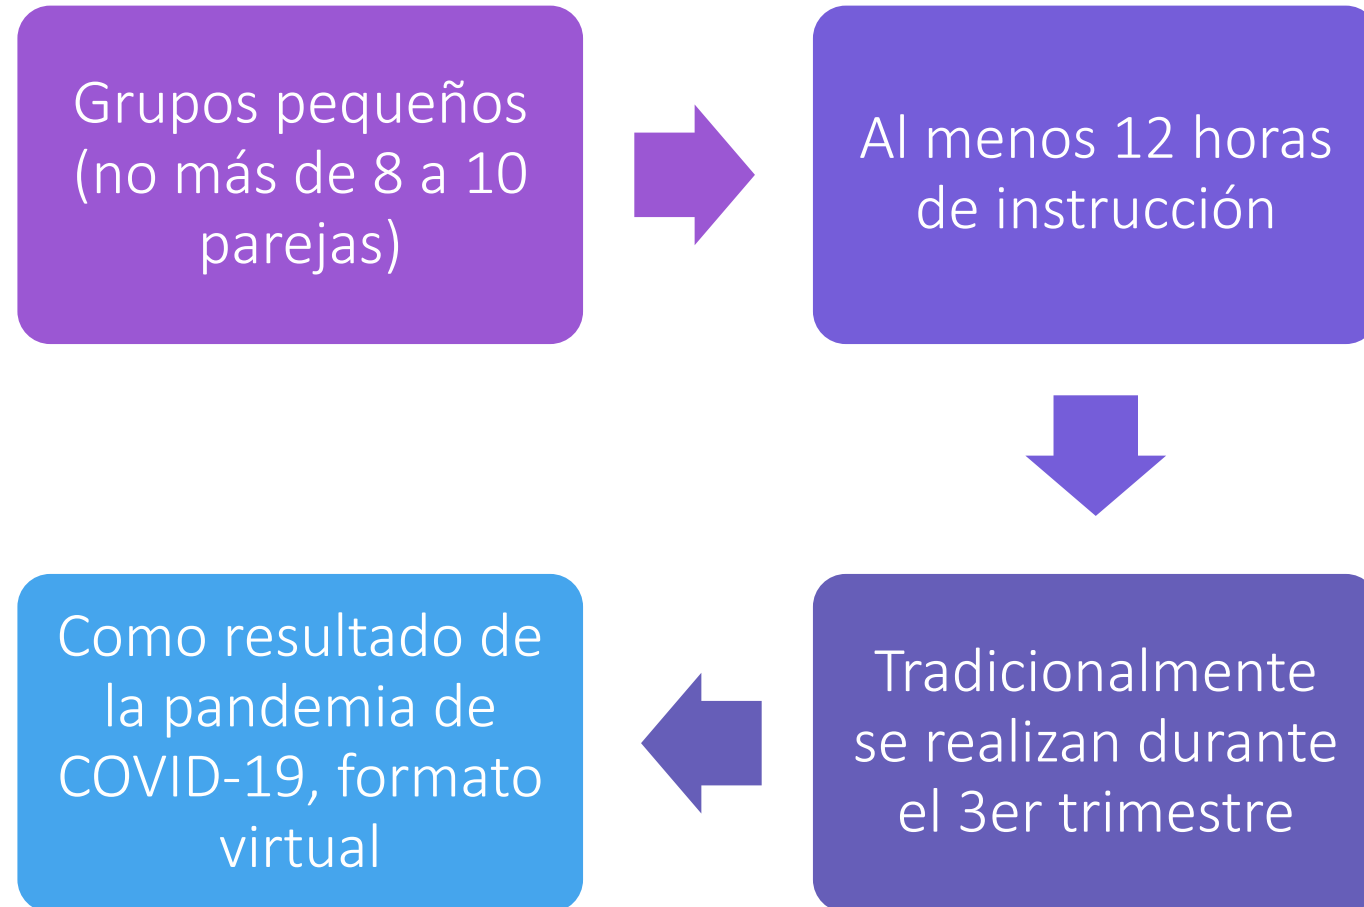 Grupos pequeños
(no más de 8 a 10
parejas)
Al menos 12 horas
de instrucción
Tradicionalmente
se realizan durante
el 3er trimestre
Como resultado de
la pandemia de
COVID-19, formato
virtual